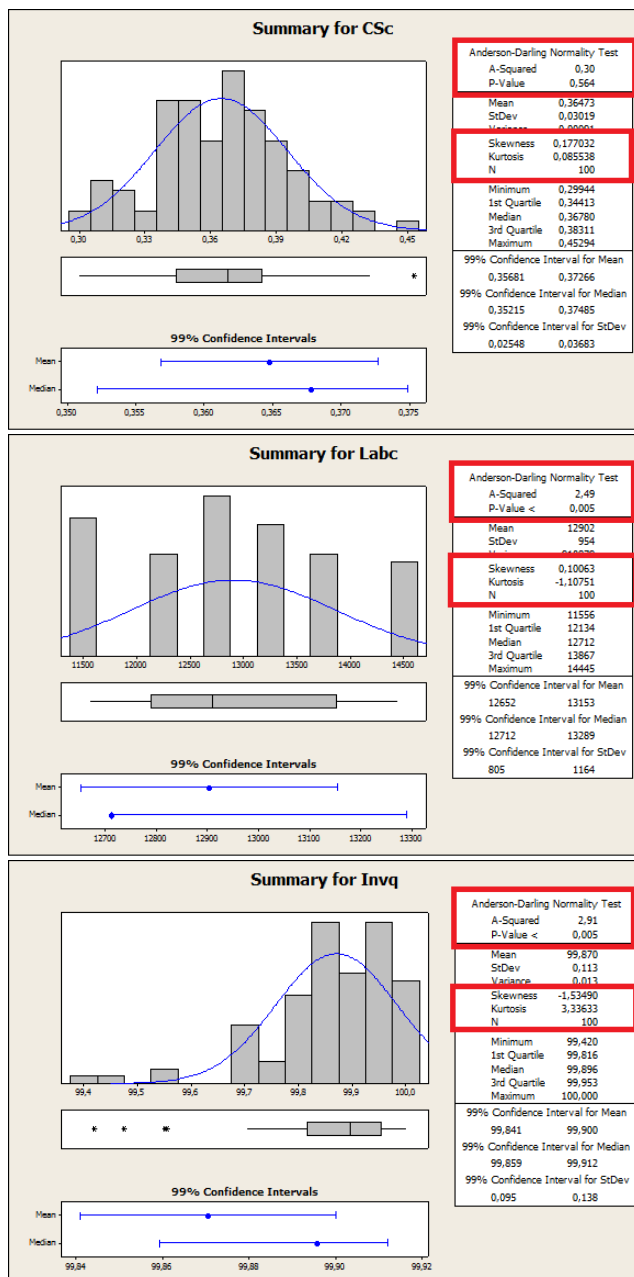 Summary for CSc
Anderson-Darling Normality Test
A-Squared 0,30
P-Value 0,564
Mean 0,36473
StDev 0,03019
Skewness 0,177032
Kurtosis 0,085538
N 100
Minimum 0,29944
1st Quartile 0,34413
Median 0,36780
3rd Quartile 0,38311
Maximum 0,45294
99% Confidence Interval for Mean
0,35681 0,37266
99% Confidence Interval for Median
0,35215 0,37485
99% Confidence Interval for StDev
0,02548 0,03683
0,30 0,33 0,36 0,39 0,42 0,45
99% Confidence Intervals
Mean
Median
0,350 0,355 0,360 0,365 0,370 0,375
Summary for Labc
Anderson-Darling Normality Test
A-Squared 2,49
P-Value < 0,005
Mean 12902
StDev 954
Skewness 0,10063
Kurtosis -1,10751
N 100
Minimum 11556
1st Quartile 12134
Median 12712
3rd Quartile 13867
Maximum 14445
99% Confidence Interval for Mean
12652 13153
99% Confidence Interval for Median
12712 13289
99% Confidence Interval for StDev
805 1164
11500 12000 12500 13000 13500 14000 14500
99% Confidence Intervals
Mean
Median
12700 12800 12900 13000 13100 13200 13300
Summary for Invq
Anderson-Darling Normality Test
A-Squared 2,91
P-Value < 0,005
Mean 99,870
StDev 0,113
Variance 0,013
Skewness -1,53490
Kurtosis 3,33633
N 100
Minimum 99,420
1st Quartile 99,816
Median 99,896
3rd Quartile 99,953
Maximum 100,000
99% Confidence Interval for Mean
99,841 99,900
99% Confidence Interval for Median
99,859 99,912
99% Confidence Interval for StDev
0,095 0,138
99,4 99,5 99,6 99,7 99,8 99,9 100,0
99% Confidence Intervals
Mean
Median
99,84 99,86 99,88 99,90 99,92